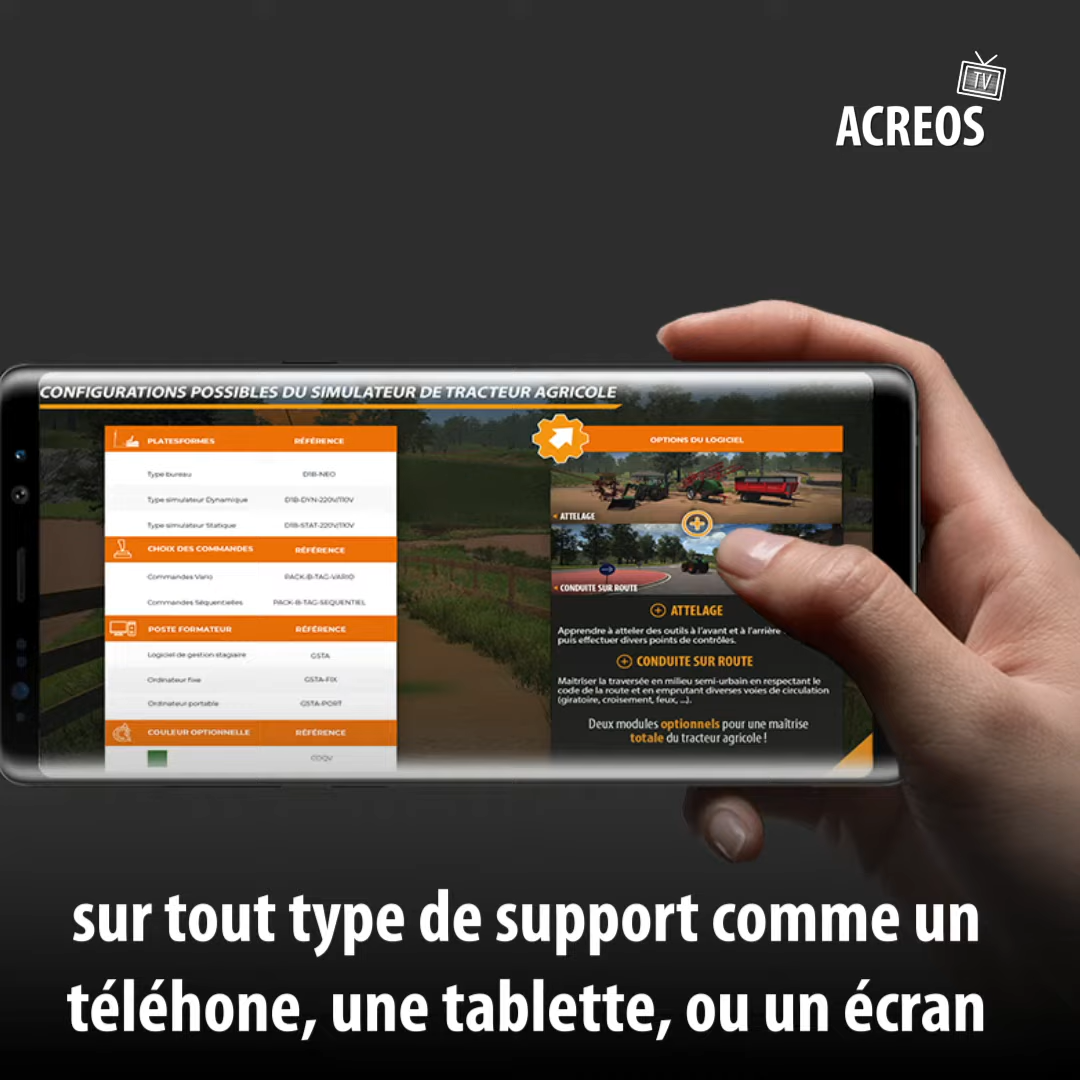 TV
ACREOS
CONFIGURATIONS POSSIBLES DU SIMULATEUR DE TRACTEUR AGRICOLE
PLATESFORMES RÉFÉRENCE
Type bureau D1B-NEO
Type simulateur Dynamique D1B-DYN-220V/110V
Type simulateur Statique D1B-STAT-220V/110V
CHOIX DES COMMANDES RÉFÉRENCE
Commandes Vario PACK-B-TAG-VARIO
Commandes Séquentielles PACK-B-TAG-SEQUENTIEL
POSTE FORMATEUR RÉFÉRENCE
Logiciel de gestion stagiaire GSTA
Ordinateur fixe GSTA-FIX
Ordinateur portable GSTA-PORT
COULEUR OPTIONNELLE RÉFÉRENCE
OPTIONS DU LOGICIEL
ATTELAGE
CONDUITE SUR ROUTE
ATTELAGE
Apprendre à atteler des outils à l'avant et à l'arrière
puis effectuer divers points de contrôles.
CONDUITE SUR ROUTE
Maîtriser la traversée en milieu semi-urbain en respectant le
code de la route et en emprutant diverses voies de circulation
(giratoire, croisement, feux, ...).
Deux modules optionnels pour une maîtrise
totale du tracteur agricole !
sur tout type de support comme un
téléhone, une tablette, ou un écran